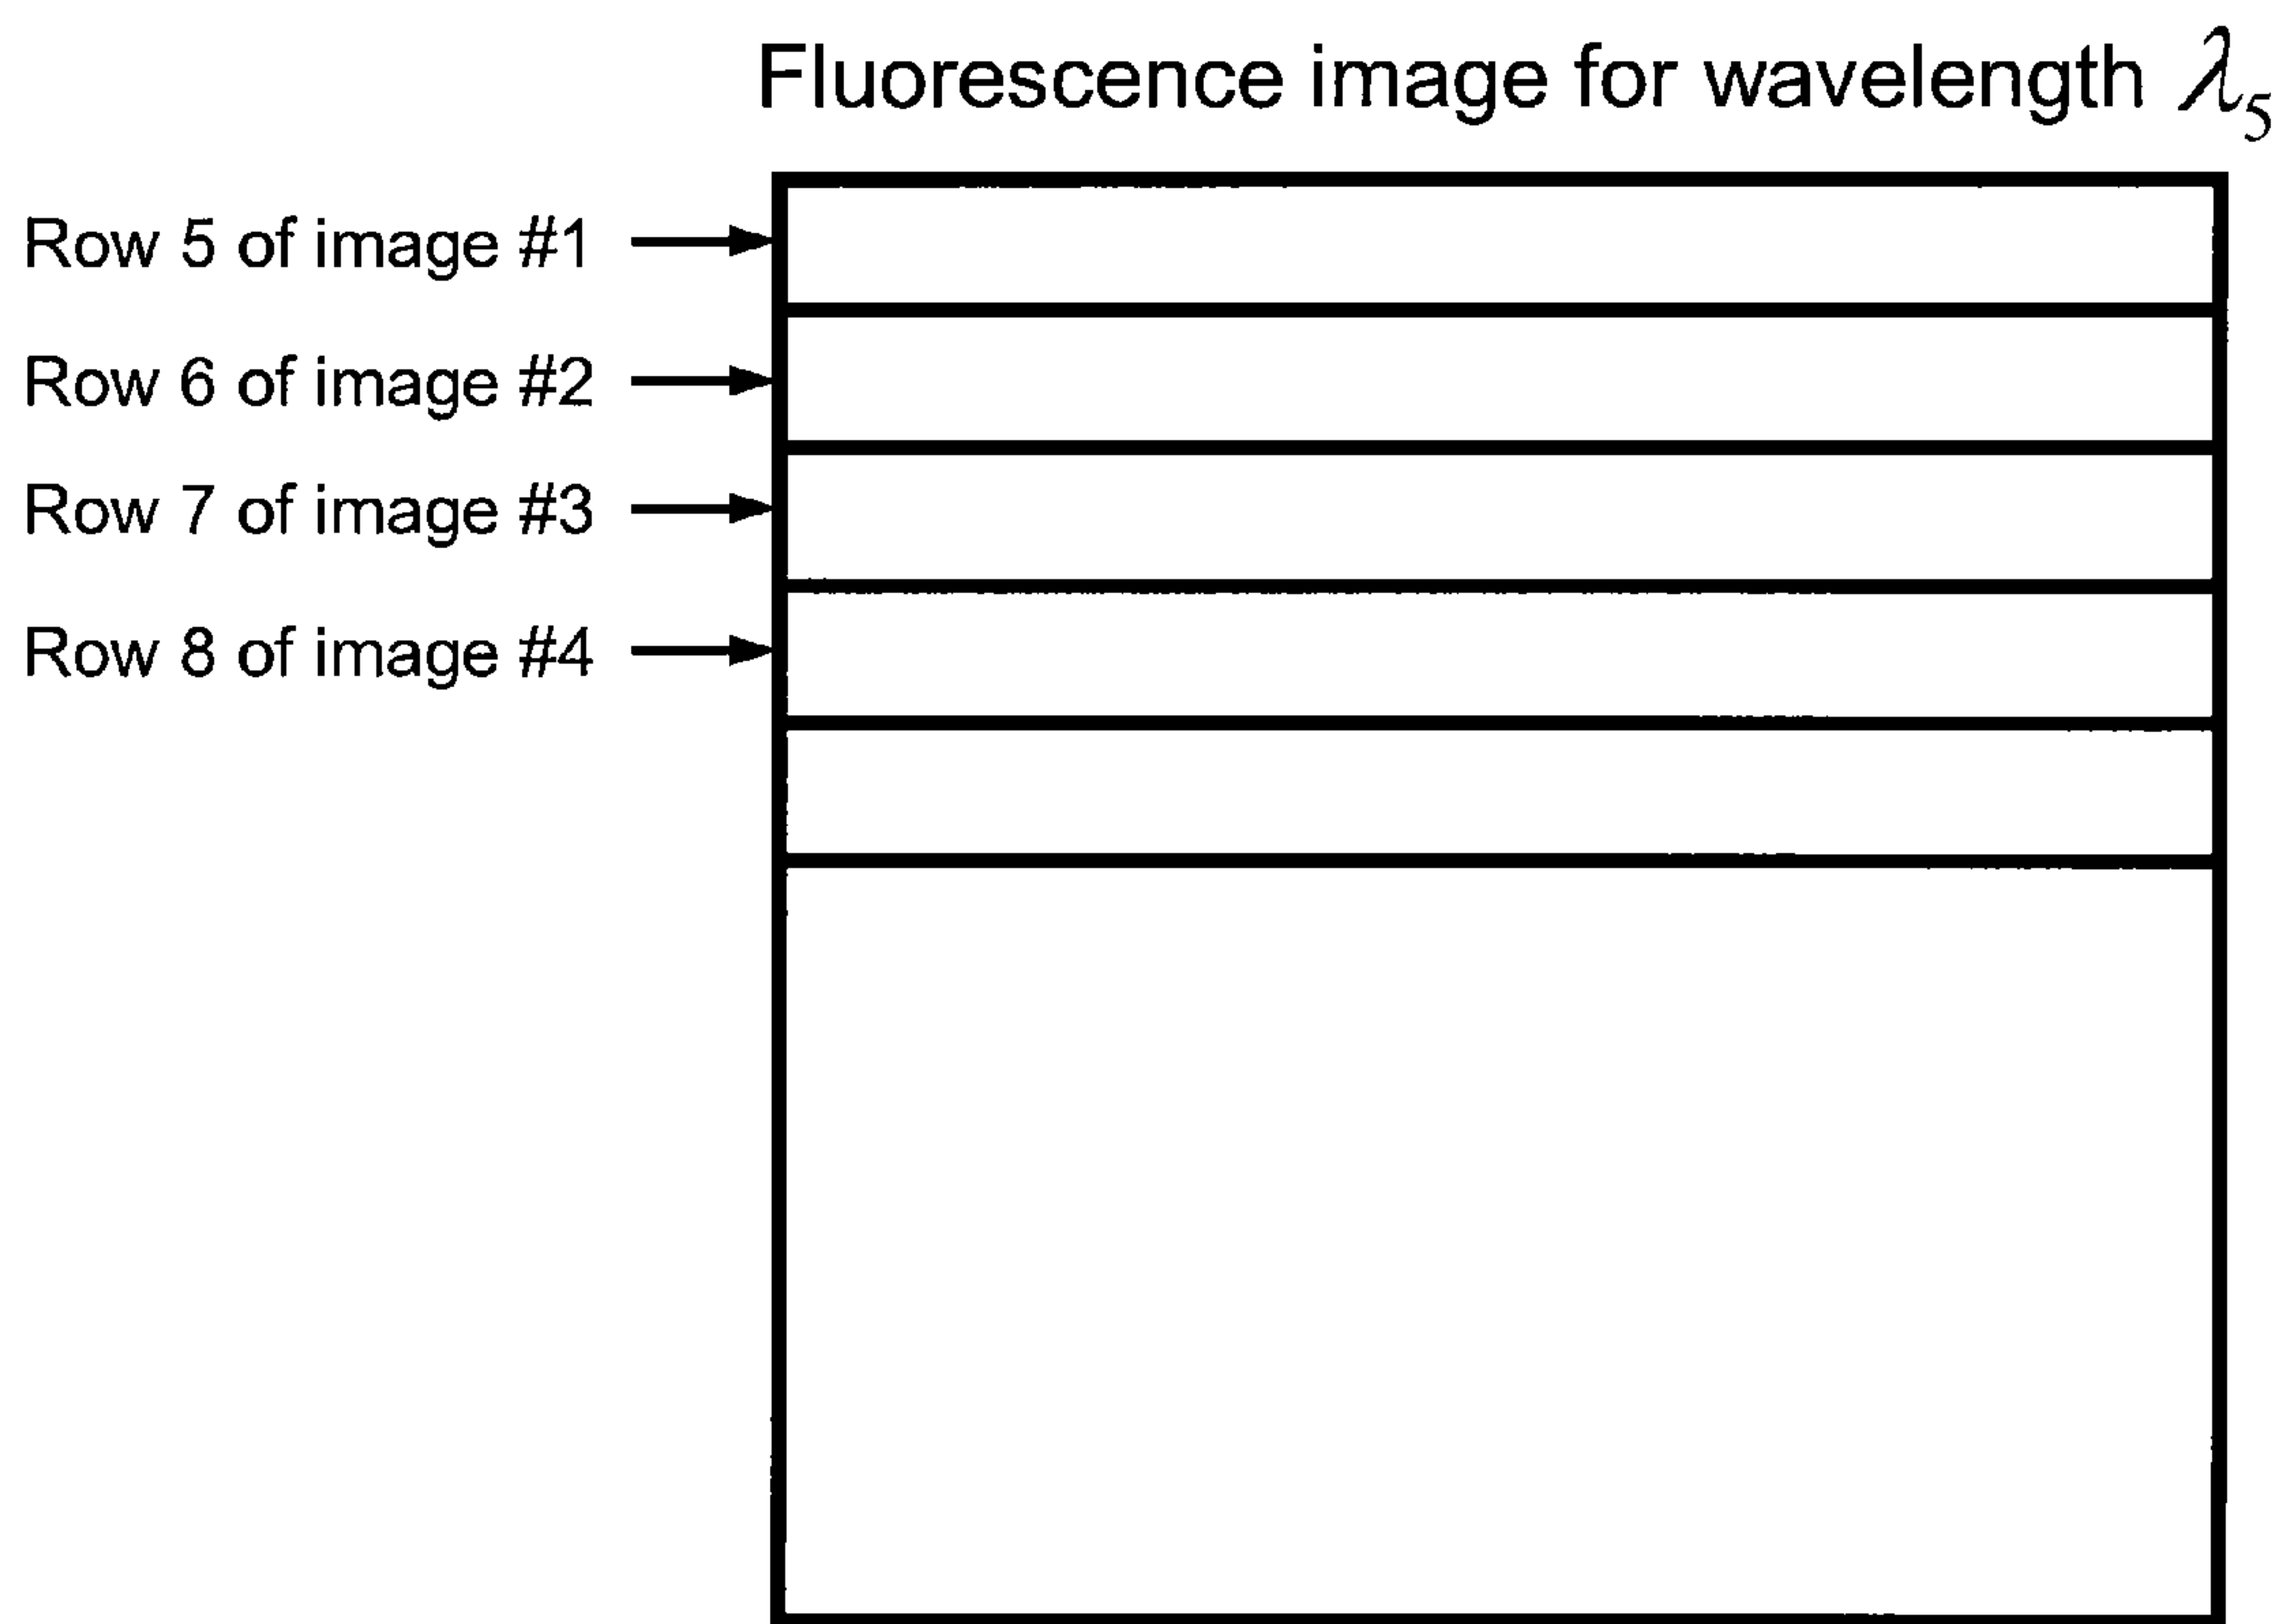 Fluorescence image for wavelength λ₅
Row 5 of image #1
Row 6 of image #2
Row 7 of image #3
Row 8 of image #4